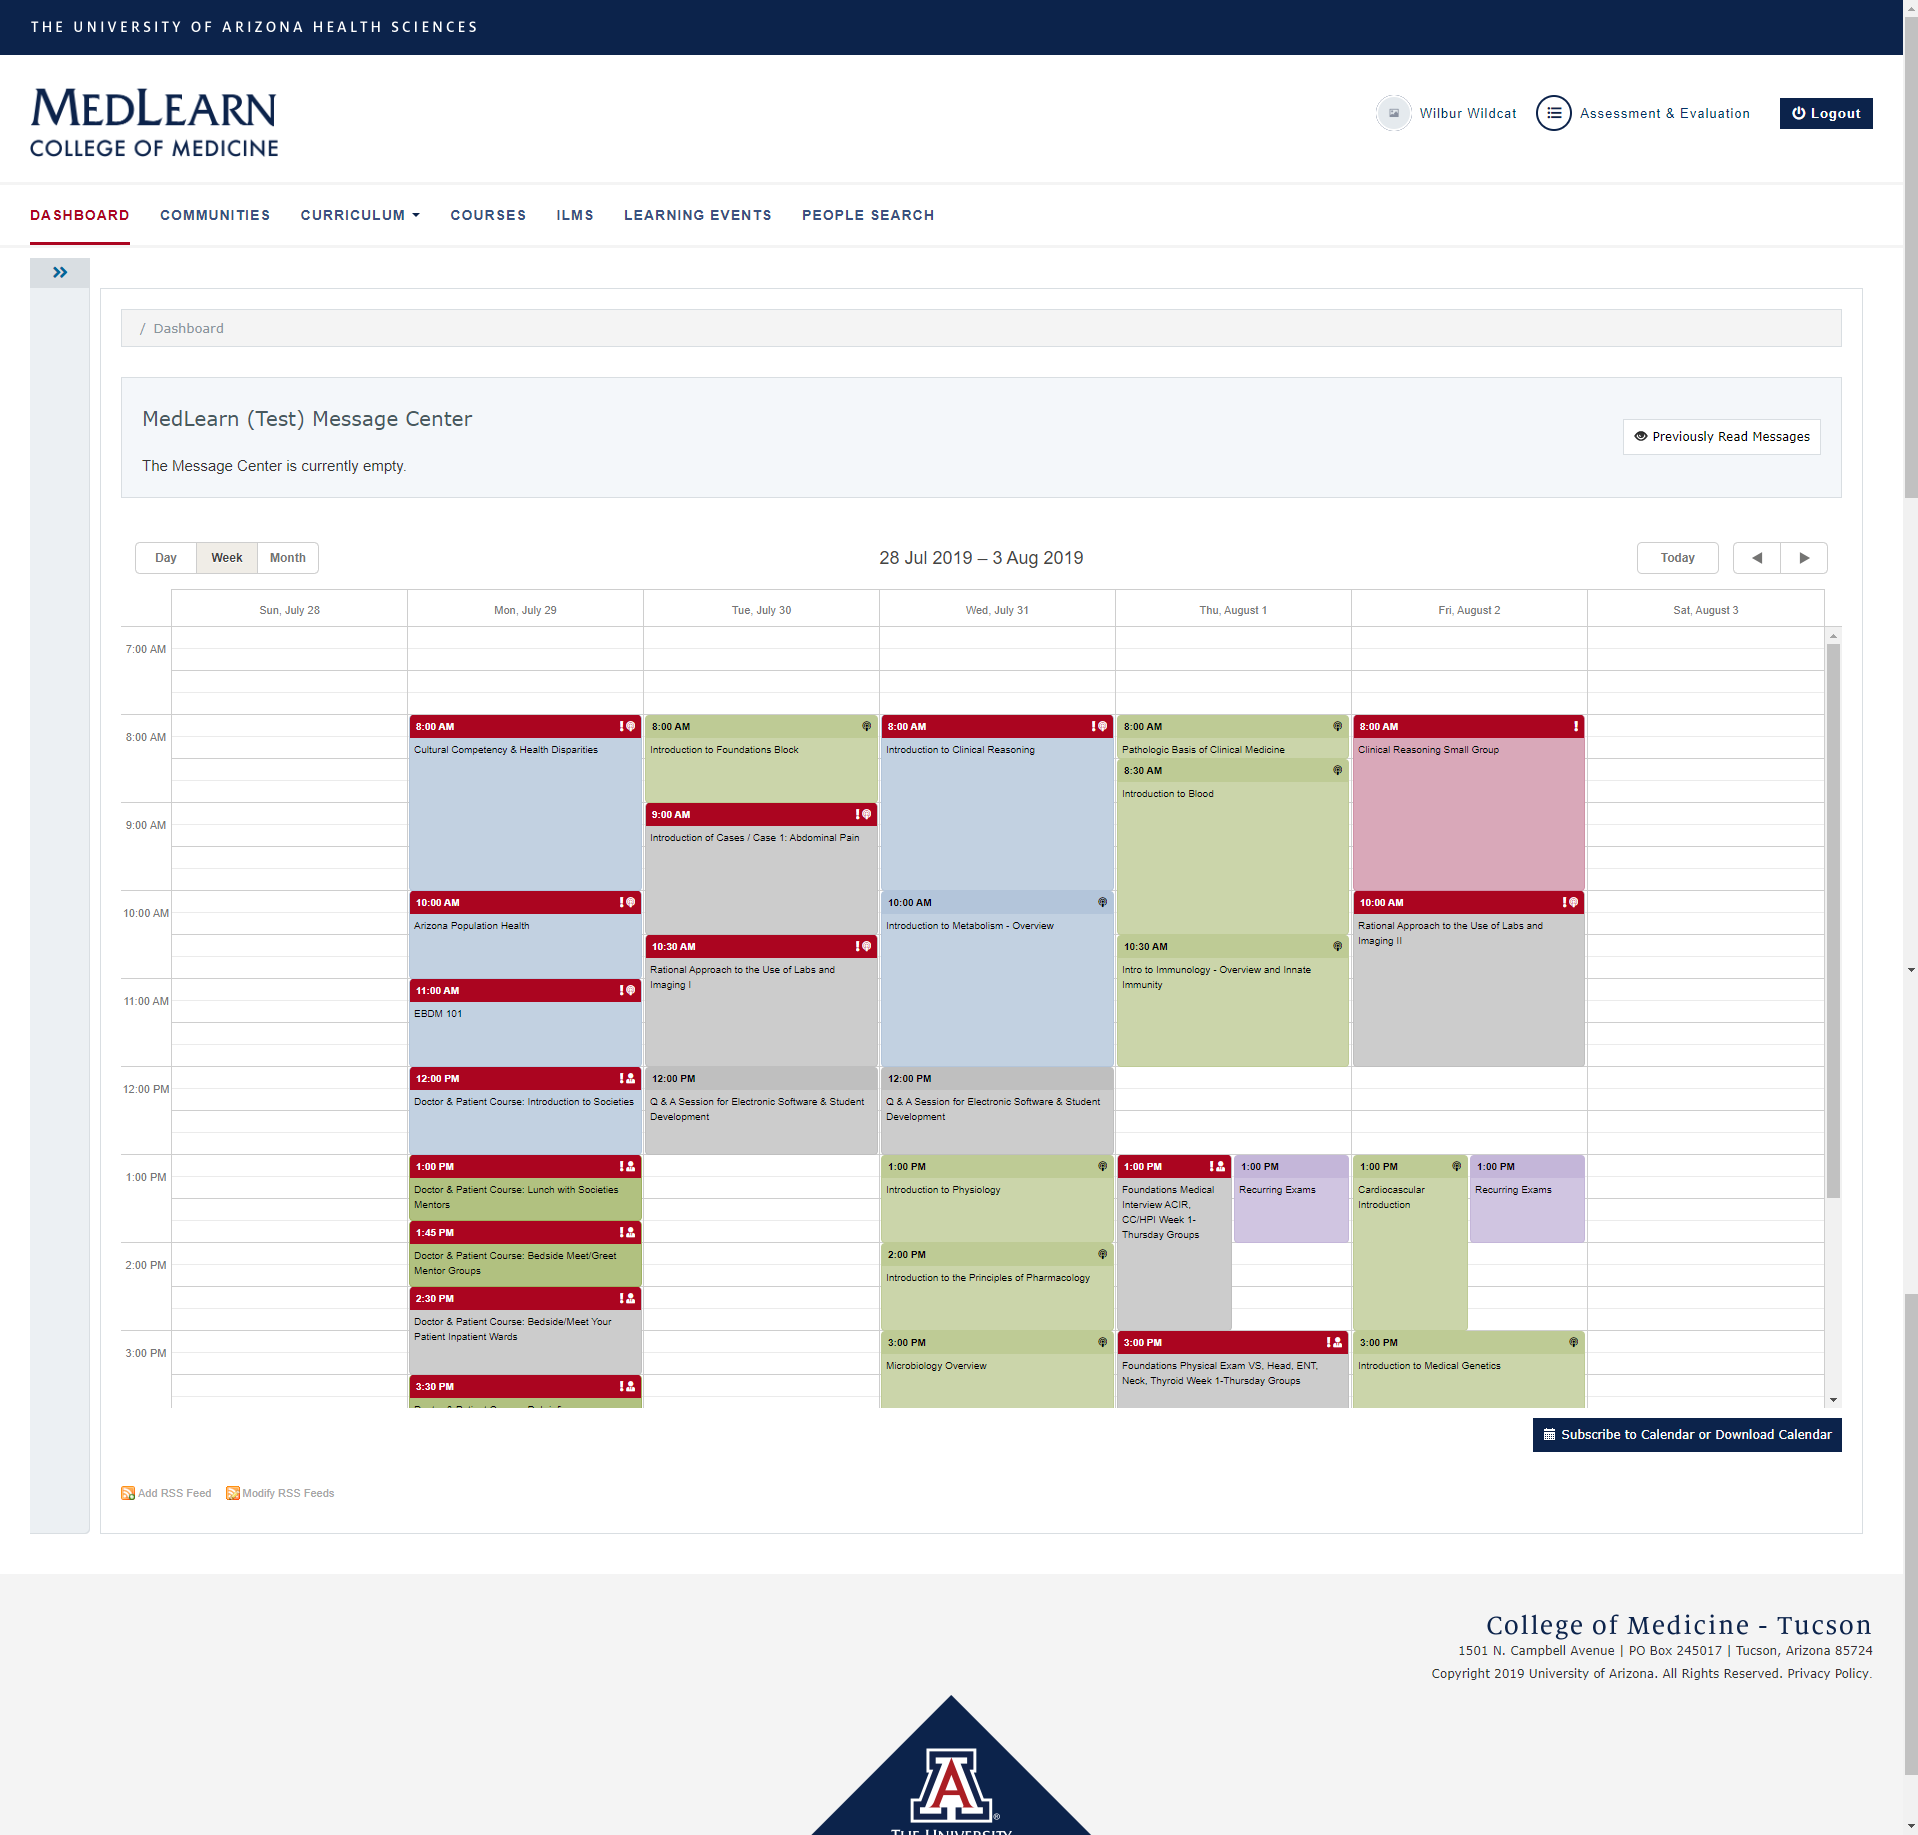 THE UNIVERSITY OF ARIZONA HEALTH SCIENCES
MEDLEARN
COLLEGE OF MEDICINE
Wilbur Wildcat
Assessment & Evaluation
Logout
DASHBOARD
COMMUNITIES
CURRICULUM
COURSES
ILMS
LEARNING EVENTS
PEOPLE SEARCH
/ Dashboard
MedLearn (Test) Message Center
The Message Center is currently empty.
Previously Read Messages
Day
Week
Month
28 Jul 2019 – 3 Aug 2019
Today
Sun, July 28
Mon, July 29
Tue, July 30
Wed, July 31
Thu, August 1
Fri, August 2
Sat, August 3
7:00 AM
8:00 AM
9:00 AM
10:00 AM
11:00 AM
12:00 PM
1:00 PM
2:00 PM
3:00 PM
8:00 AM
Cultural Competency & Health Disparities
10:00 AM
Arizona Population Health
11:00 AM
EBDM 101
12:00 PM
Doctor & Patient Course: Introduction to Societies
1:00 PM
Doctor & Patient Course: Lunch with Societies
Mentors
1:45 PM
Doctor & Patient Course: Bedside Meet/Greet
Mentor Groups
2:30 PM
Doctor & Patient Course: Bedside/Meet Your
Patient Inpatient Wards
3:30 PM
8:00 AM
Introduction to Foundations Block
9:00 AM
Introduction of Cases / Case 1: Abdominal Pain
10:30 AM
Rational Approach to the Use of Labs and
Imaging I
12:00 PM
Q & A Session for Electronic Software & Student
Development
8:00 AM
Introduction to Clinical Reasoning
10:00 AM
Introduction to Metabolism - Overview
12:00 PM
Q & A Session for Electronic Software & Student
Development
1:00 PM
Introduction to Physiology
2:00 PM
Introduction to the Principles of Pharmacology
3:00 PM
Microbiology Overview
8:00 AM
Pathologic Basis of Clinical Medicine
8:30 AM
Introduction to Blood
10:30 AM
Intro to Immunology - Overview and Innate
Immunity
1:00 PM
Foundations Medical
Interview ACIR,
CC/HPI Week 1-
Thursday Groups
1:00 PM
Recurring Exams
3:00 PM
Foundations Physical Exam VS, Head, ENT,
Neck, Thyroid Week 1-Thursday Groups
8:00 AM
Clinical Reasoning Small Group
10:00 AM
Rational Approach to the Use of Labs and
Imaging II
1:00 PM
Cardiocascular
Introduction
1:00 PM
Recurring Exams
3:00 PM
Introduction to Medical Genetics
Subscribe to Calendar or Download Calendar
Add RSS Feed
Modify RSS Feeds
College of Medicine - Tucson
1501 N. Campbell Avenue | PO Box 245017 | Tucson, Arizona 85724
Copyright 2019 University of Arizona. All Rights Reserved. Privacy Policy.
A
®
THE UNIVERSITY